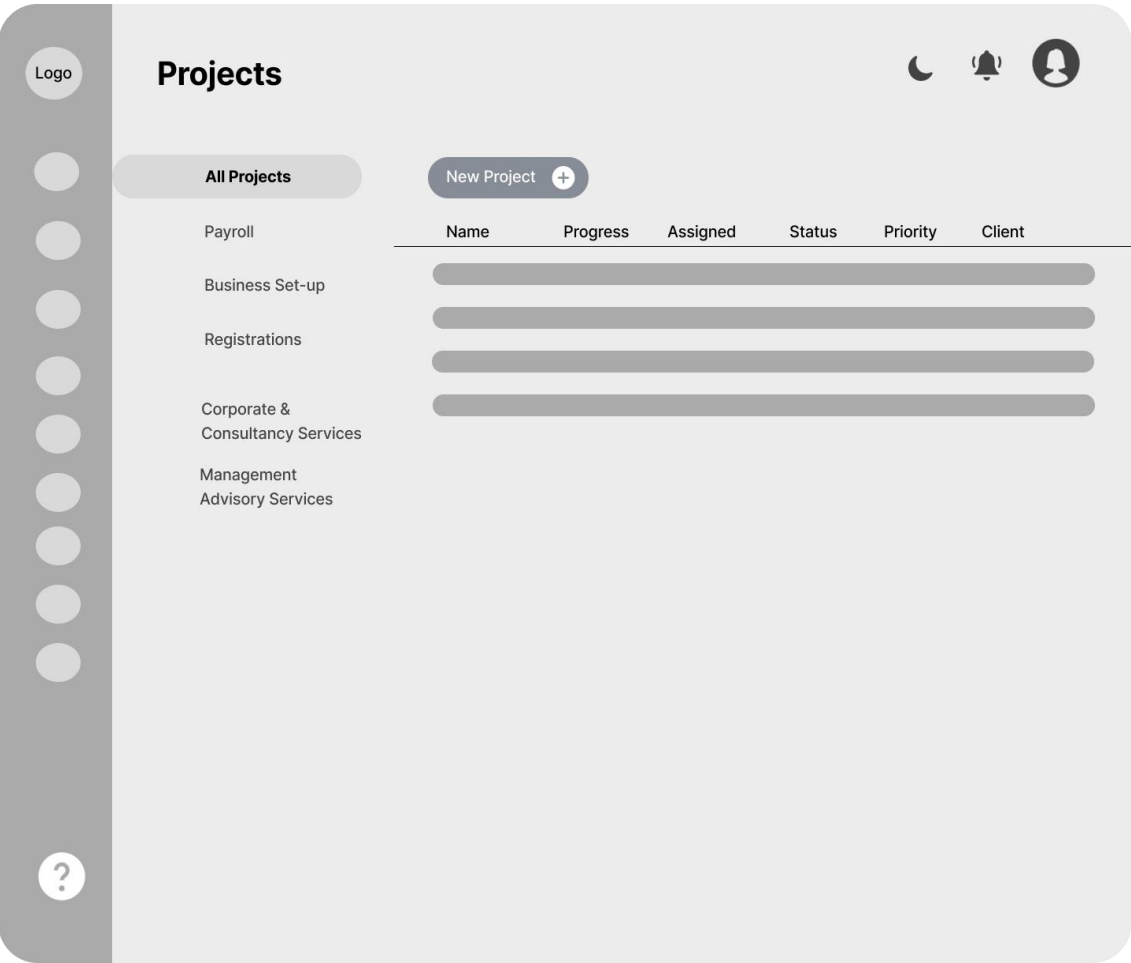 Logo
Projects
All Projects
New Project
Payroll
Name Progress Assigned Status Priority Client
Business Set-up
Registrations
Corporate &
Consultancy Services
Management
Advisory Services
?